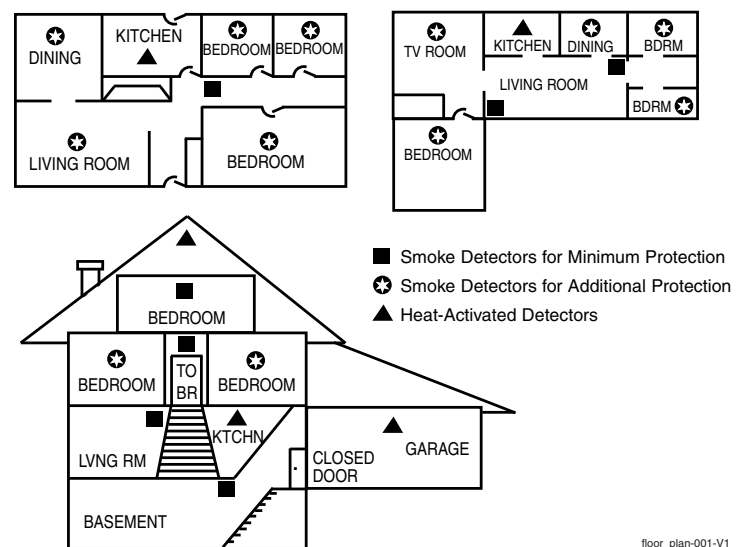 DINING
KITCHEN
BEDROOM
BEDROOM
LIVING ROOM
BEDROOM
TV ROOM
KITCHEN
DINING
BDRM
LIVING ROOM
BDRM
BEDROOM
Smoke Detectors for Minimum Protection
Smoke Detectors for Additional Protection
Heat-Activated Detectors
BEDROOM
BEDROOM
TO
BR
BEDROOM
LVNG RM
KTCHN
CLOSED
DOOR
GARAGE
BASEMENT
floor_plan-001-V1